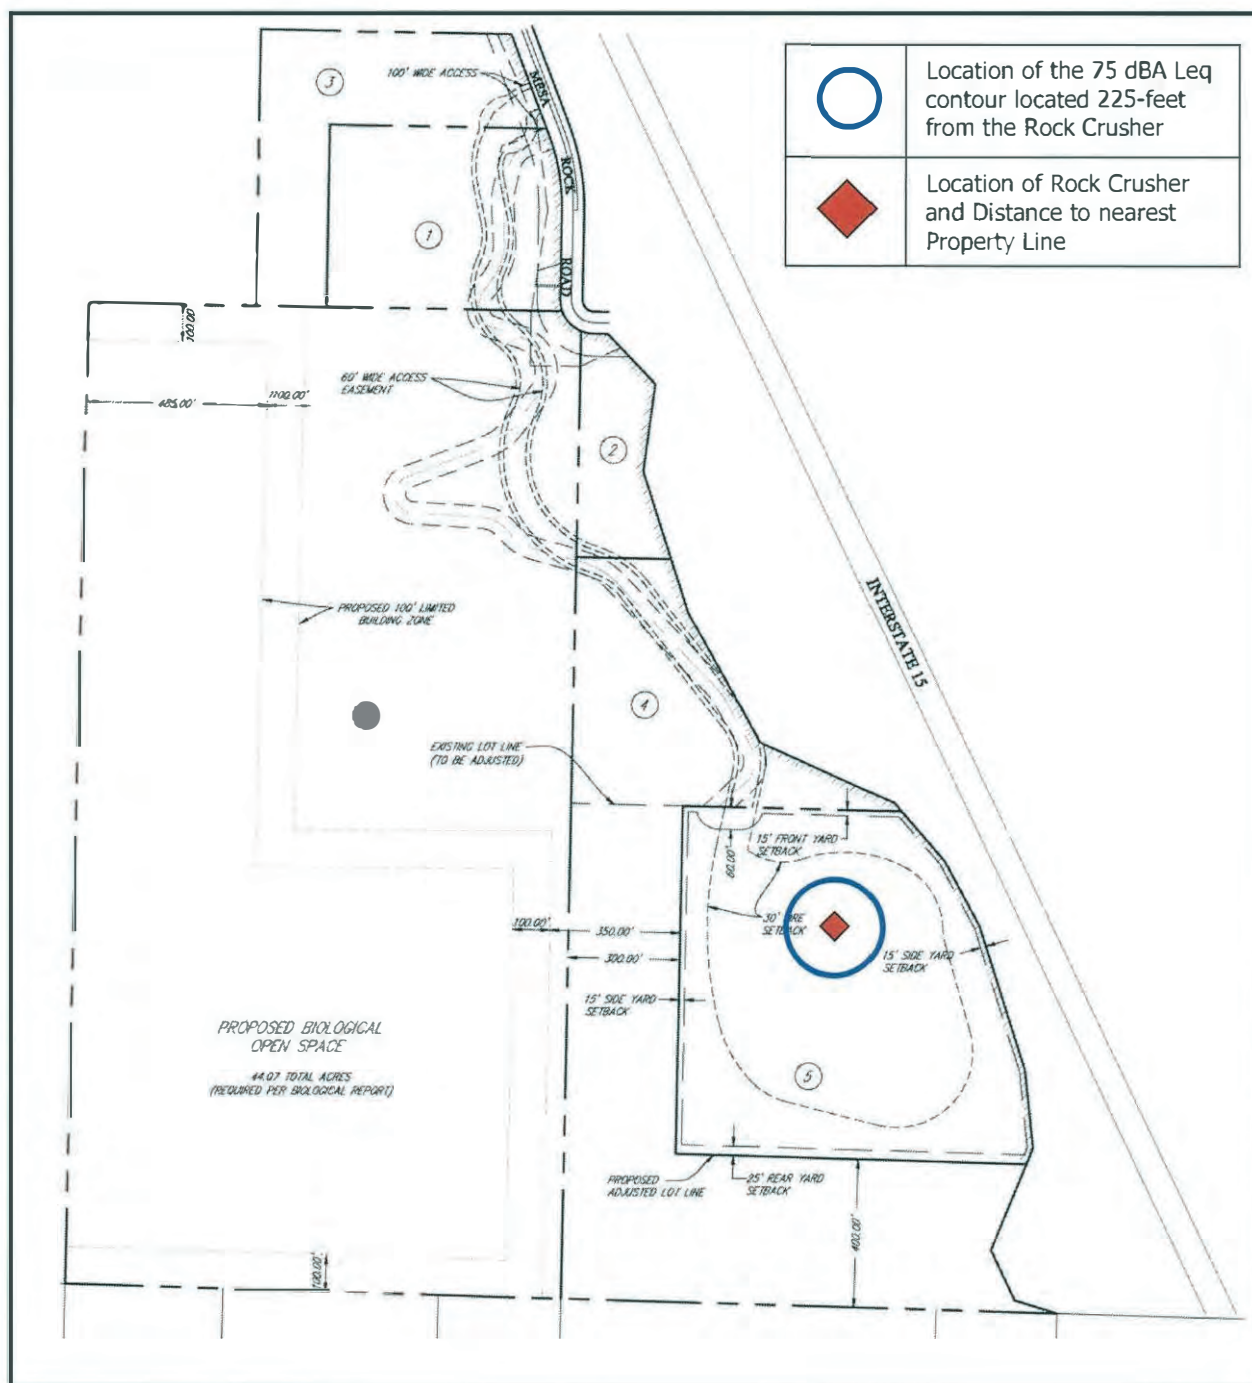 Location of the 75 dBA Leq
contour located 225-feet
from the Rock Crusher
Location of Rock Crusher
and Distance to nearest
Property Line
3
100' WIDE ACCESS
MESA
ROCK
ROAD
1
100.00'
60' WIDE ACCESS
EASEMENT
485.00'
100.00'
2
INTERSTATE 15
PROPOSED 100' LIMITED
BUILDING ZONE
4
EXISTING LOT LINE
(TO BE ADJUSTED)
15' FRONT YARD
SETBACK
60.00'
30' FIRE
SETBACK
100.00'
350.00'
300.00'
15' SIDE YARD
SETBACK
15' SIDE YARD
SETBACK
PROPOSED BIOLOGICAL
OPEN SPACE
44.07 TOTAL ACRES
(REQUIRED PER BIOLOGICAL REPORT)
5
PROPOSED
ADJUSTED LOT LINE
25' REAR YARD
SETBACK
400.00'
100.00'